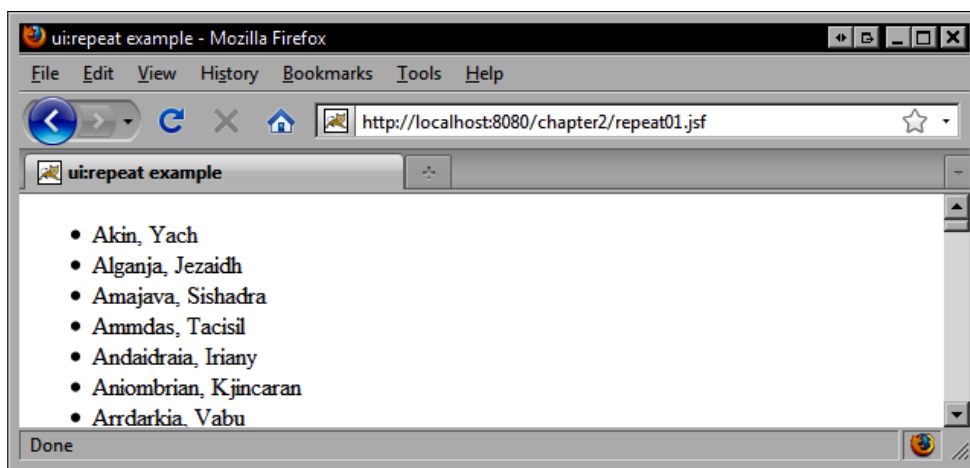 ui:repeat example - Mozilla Firefox
File Edit View History Bookmarks Tools Help
http://localhost:8080/chapter2/repeat01.jsf
ui:repeat example
• Akin, Yach
• Alganja, Jezaidh
• Amajava, Sishadra
• Ammdas, Tacisil
• Andaidraia, Iriany
• Aniombrian, Kjincaran
• Arrdarkia, Vabu
Done